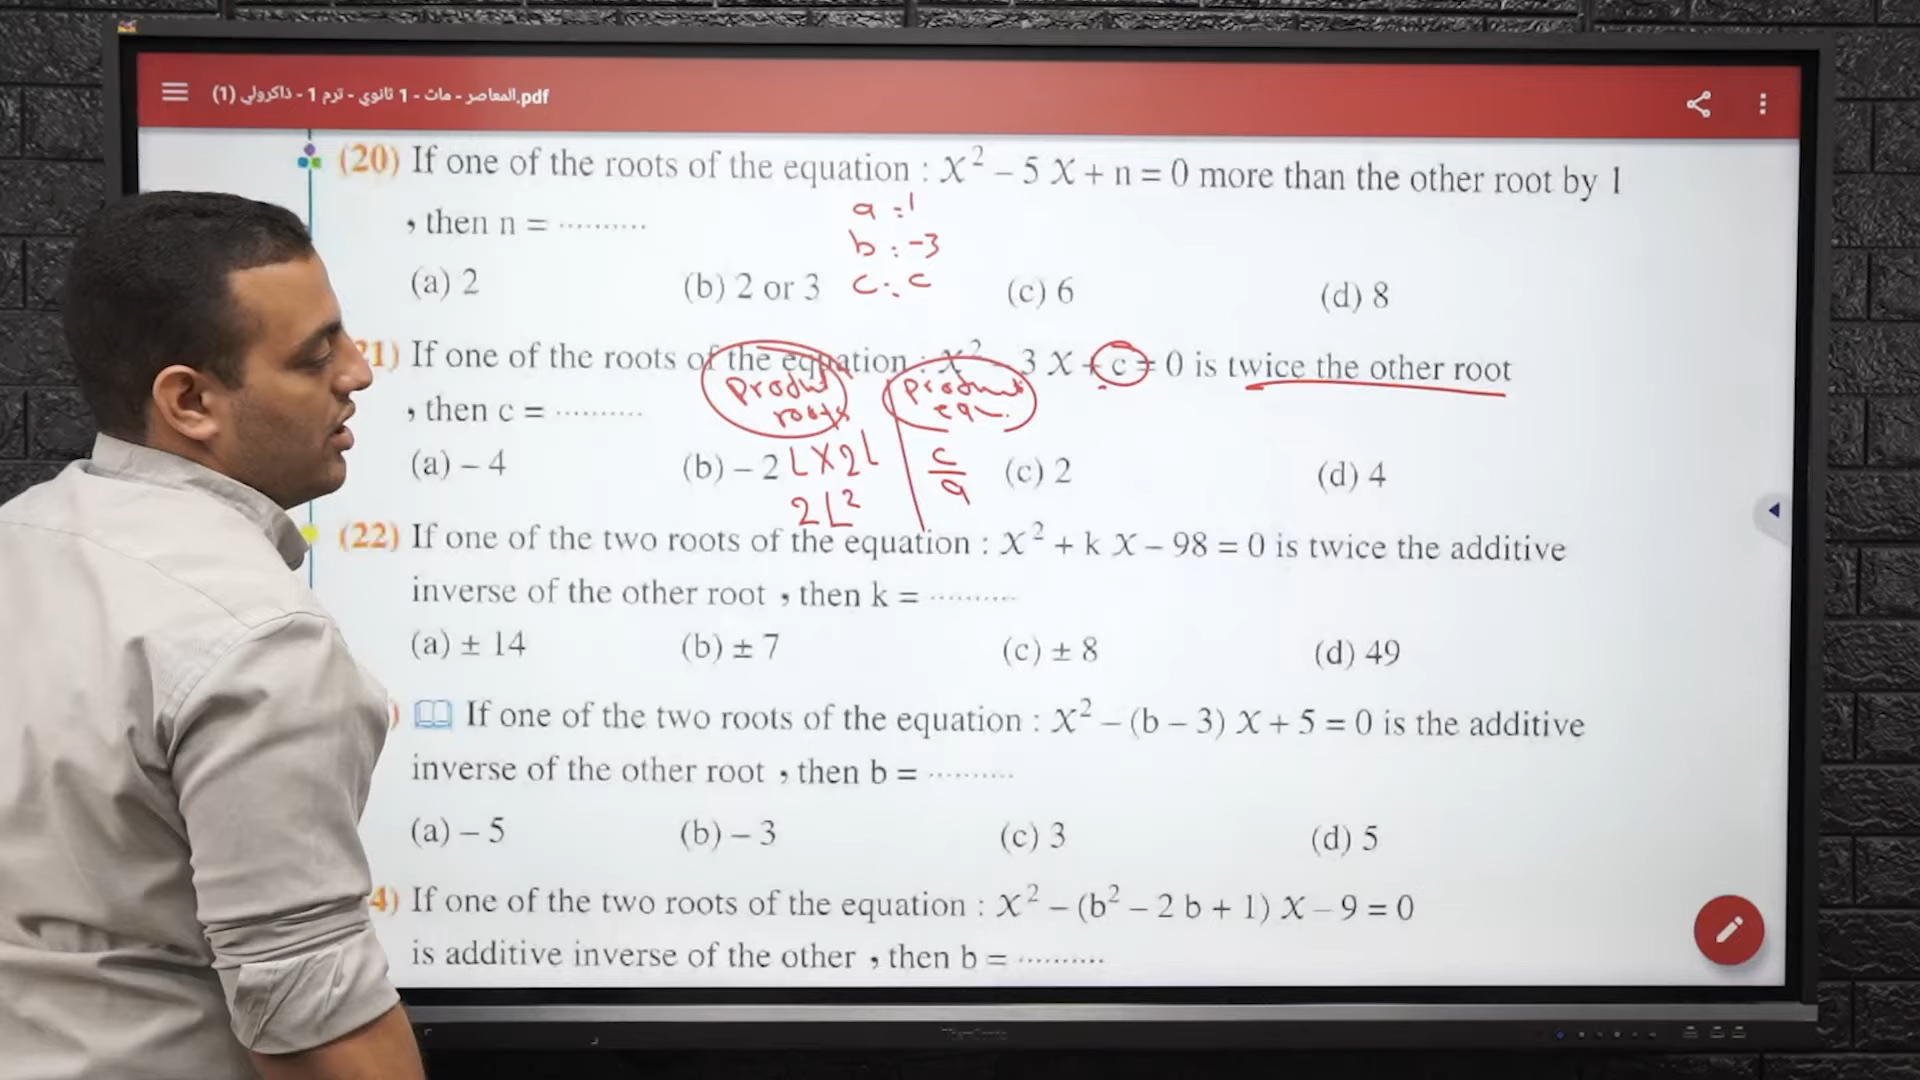 المعاصر - مات - 1 ثانوي - ترم 1 - ذاكرولي (1).pdf
(20) If one of the roots of the equation : X² – 5 X + n = 0 more than the other root by 1
, then n = ..........
a = 1
b : -3
c : c
(a) 2 (b) 2 or 3 (c) 6 (d) 8
21) If one of the roots of the equation : X² – 3 X + c = 0 is twice the other root
, then c = ..........
product roots
product eq.
(a) – 4 (b) – 2 (c) 2 (d) 4
L X 2L
c/a
2L²
(22) If one of the two roots of the equation : X² + k X – 98 = 0 is twice the additive
inverse of the other root , then k = ..........
(a) ± 14 (b) ± 7 (c) ± 8 (d) 49
) If one of the two roots of the equation : X² – (b – 3) X + 5 = 0 is the additive
inverse of the other root , then b = ..........
(a) – 5 (b) – 3 (c) 3 (d) 5
4) If one of the two roots of the equation : X² – (b² – 2 b + 1) X – 9 = 0
is additive inverse of the other , then b = ..........